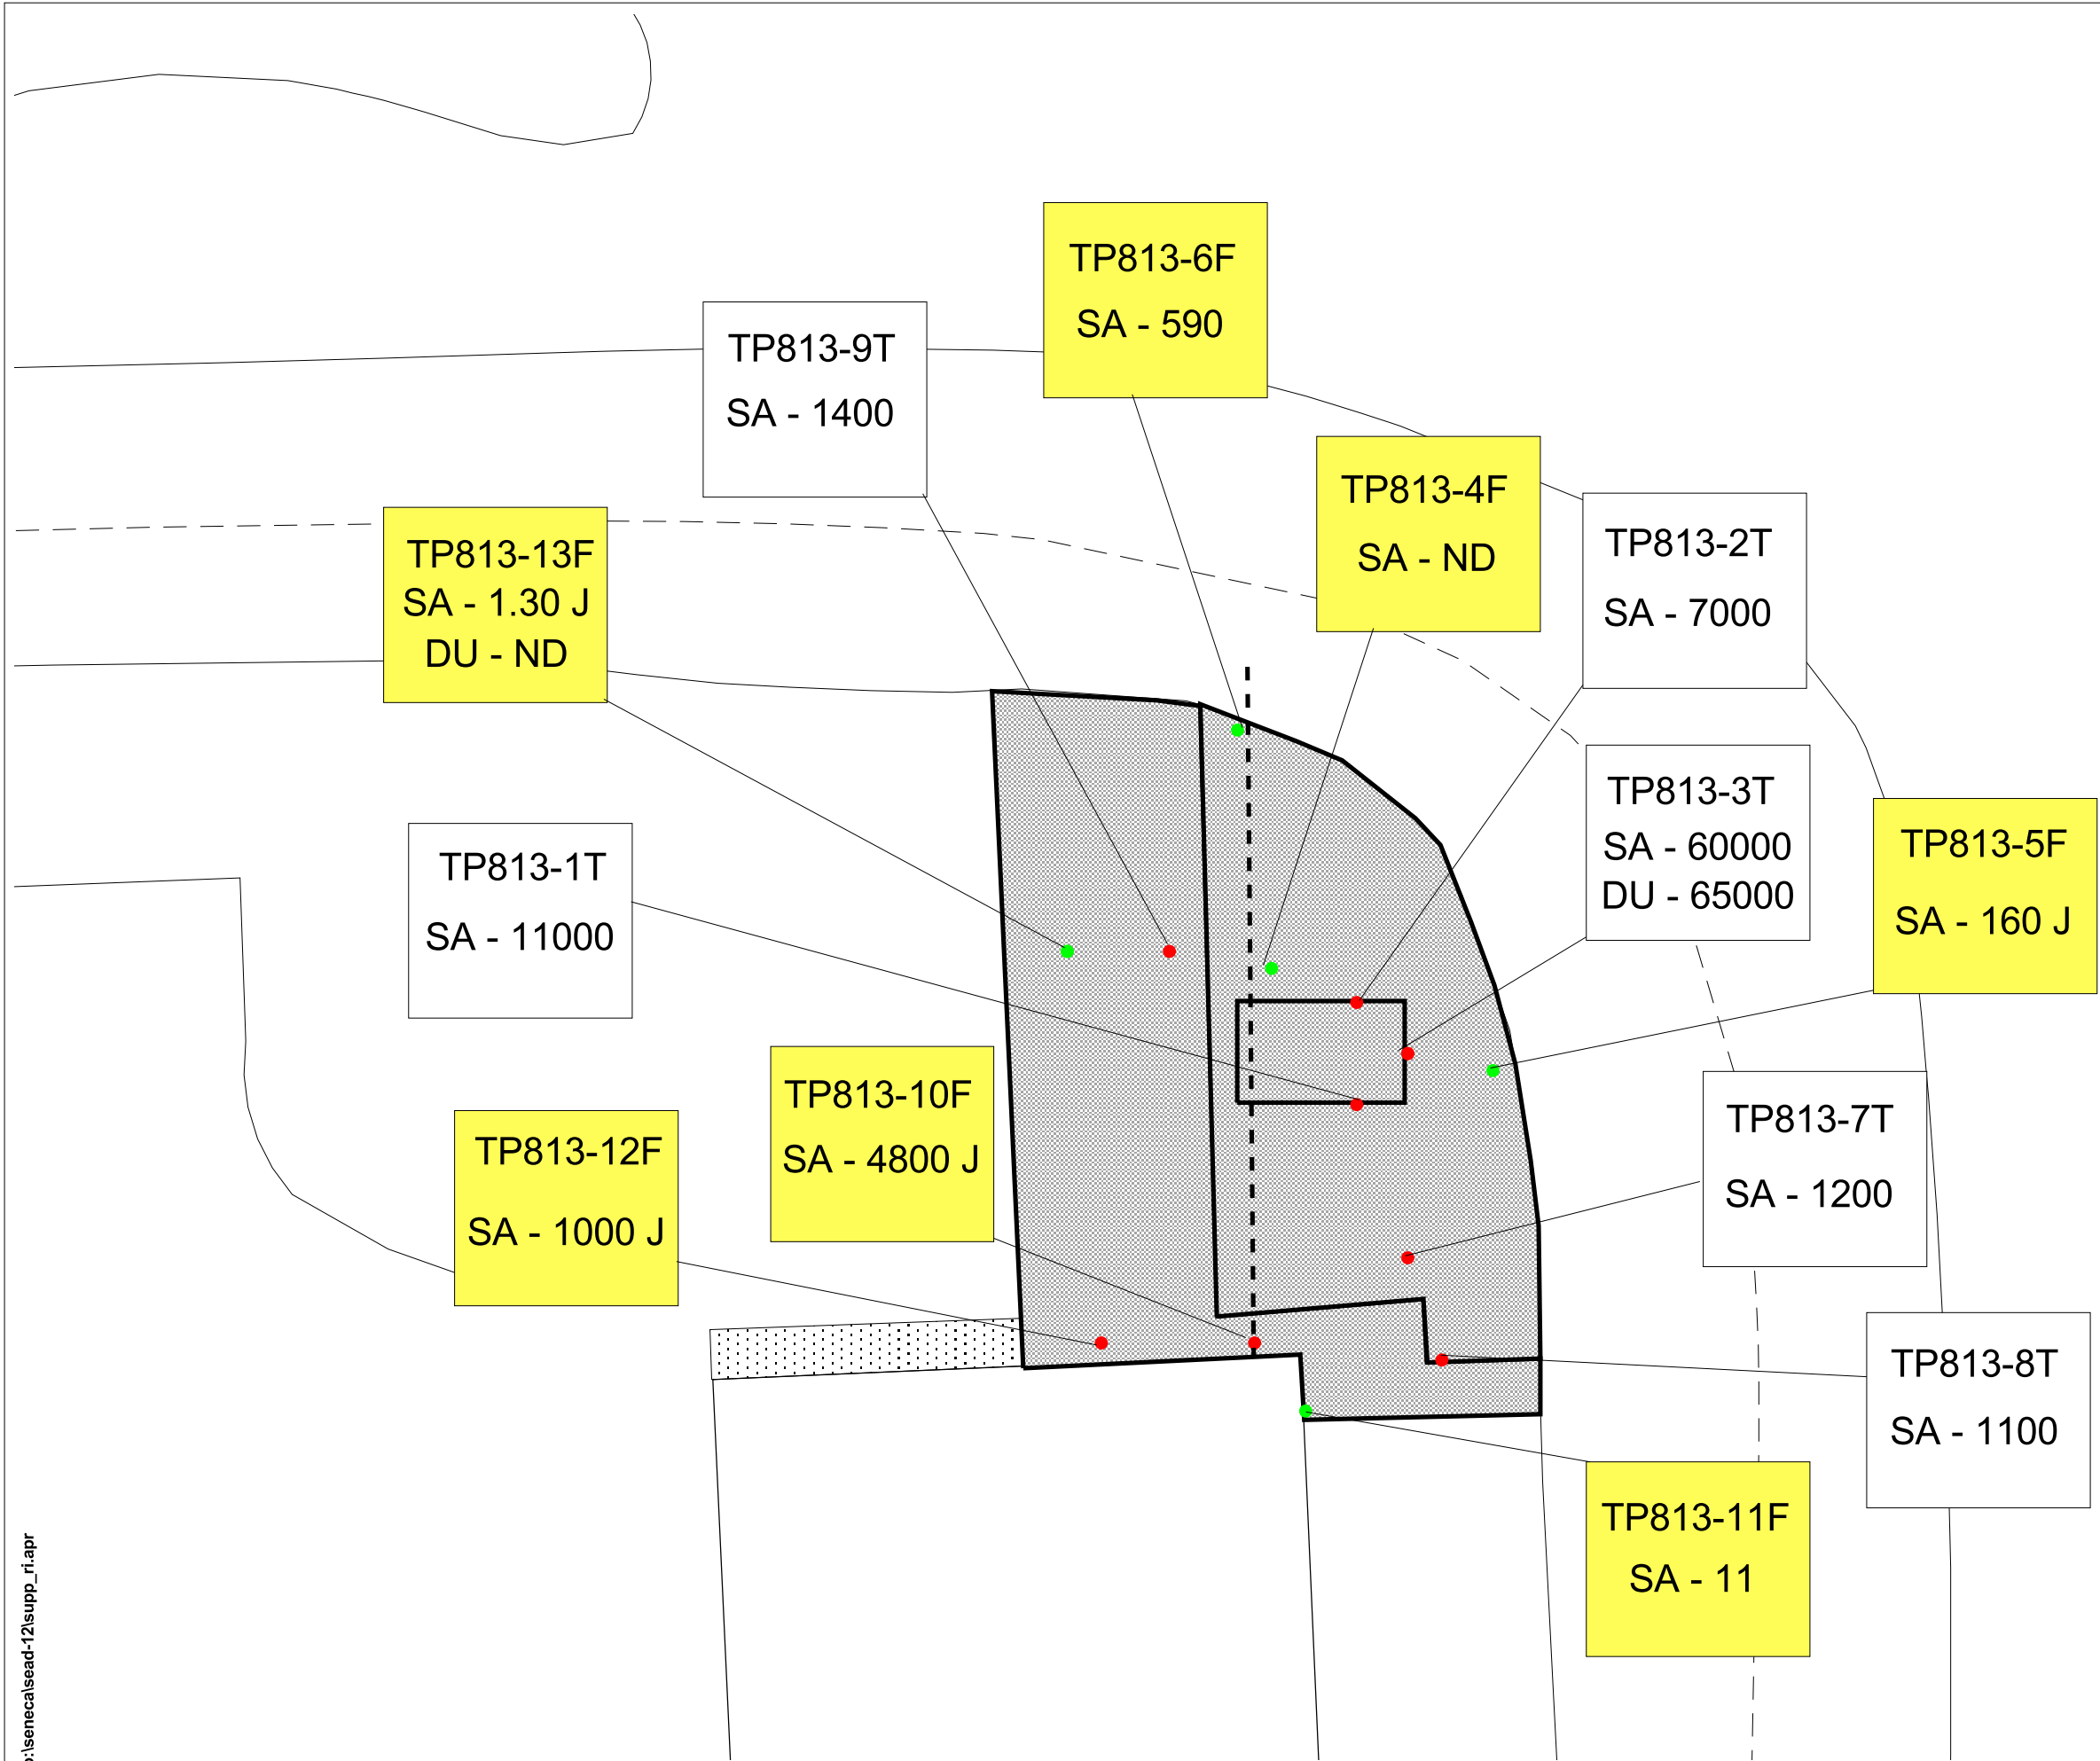 TP813-6F
SA - 590
TP813-9T
SA - 1400
TP813-4F
SA - ND
TP813-2T
SA - 7000
TP813-13F
SA - 1.30 J
DU - ND
TP813-3T
SA - 60000
DU - 65000
TP813-1T
SA - 11000
TP813-5F
SA - 160 J
TP813-10F
SA - 4800 J
TP813-7T
SA - 1200
TP813-12F
SA - 1000 J
TP813-8T
SA - 1100
TP813-11F
SA - 11
:\seneca\sead-12\supp_ri.apr